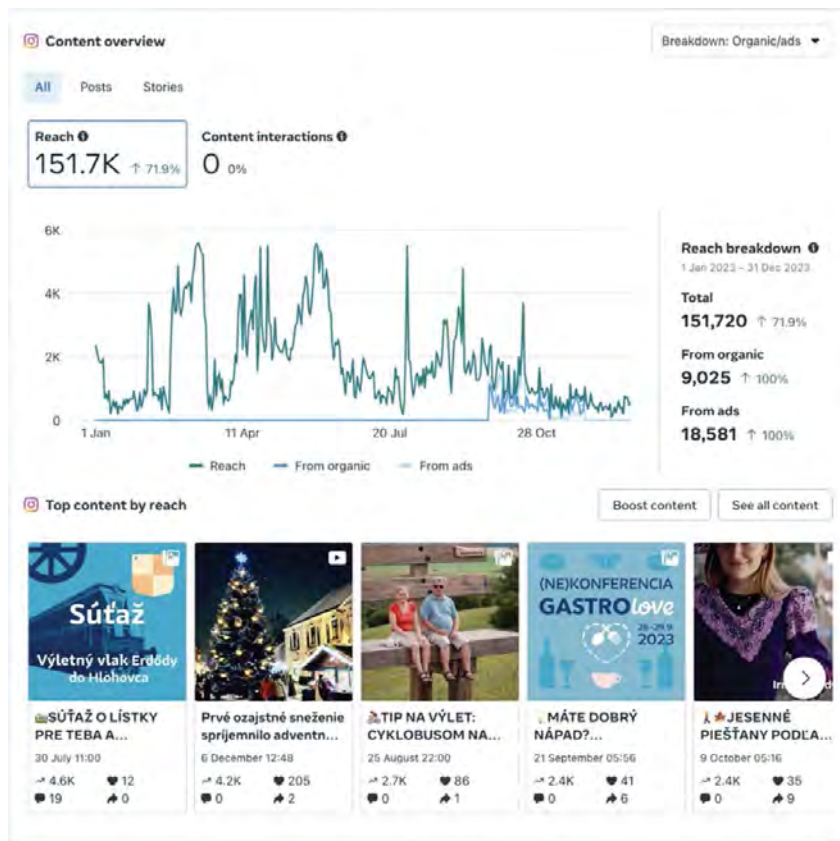 Content overview
Breakdown: Organic/ads
All Posts Stories
Reach
151.7K ↑ 71.9%
Content interactions
0 0%
6K
4K
2K
0
1 Jan 11 Apr 20 Jul 28 Oct
Reach From organic From ads
Reach breakdown
1 Jan 2023 – 31 Dec 2023
Total
151,720 ↑ 71.9%
From organic
9,025 ↑ 100%
From ads
18,581 ↑ 100%
Top content by reach
Boost content
See all content
Súťaž
Výletný vlak Erdődy
do Hlohovca
SÚŤAŽ O LÍSTKY
PRE TEBA A...
30 July 11:00
4.6K 12
19 0
Prvé ozajstné sneženie
spríjemnilo adventn...
6 December 12:48
4.2K 205
0 2
TIP NA VÝLET:
CYKLOBUSOM NA...
25 August 22:00
2.7K 86
0 1
(NE)KONFERENCIA
GASTROlove
28.-29.9.
2023
MÁTE DOBRÝ
NÁPAD?...
21 September 05:56
2.4K 41
0 6
JESENNÉ
PIEŠŤANY PODĽA...
9 October 05:16
2.4K 35
0 9